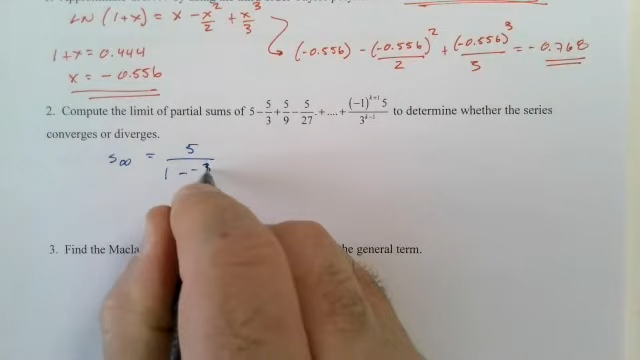 LN (1+x) = x - x²/2 + x³/3
1+x = 0.444
x = -0.556
(-0.556) - (-0.556)²/2 + (-0.556)³/3 = -0.768
2. Compute the limit of partial sums of 5 - 5/3 + 5/9 - 5/27 .+....+ (-1)^(k+1) 5 / 3^(k-1) to determine whether the series
converges or diverges.
S∞ = 5 / 1 - -
3. Find the Macla he general term.